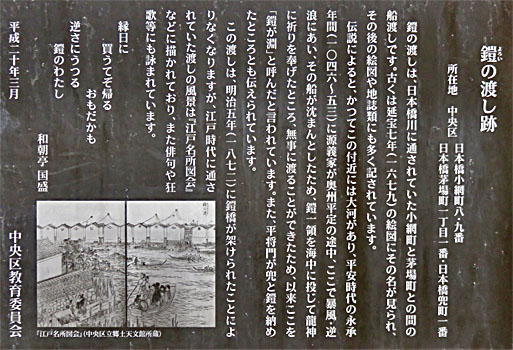 鎧の渡し跡
よろい
所在地　中央区　日本橋小網町八・九番
日本橋茅場町一丁目一番・日本橋兜町一番
鎧の渡しは、日本橋川に通されていた小網町と茅場町との間の
船渡しです。古くは延宝七年（一六七九）の絵図にその名が見られ、
その後の絵図や地誌類にも多く記されています。
伝説によると、かつてこの付近には大河があり、平安時代の永承
年間（一〇四六〜五三）に源義家が奥州平定の途中、ここで暴風・逆
浪にあい、その船が沈まんとしたため、鎧一領を海中に投じて龍神
に祈りを奉げたところ、無事に渡ることができたため、以来ここを
「鎧が淵」と呼んだと言われています。また、平将門が兜と鎧を納め
たところとも伝えられています。
この渡しは、明治五年（一八七二）に鎧橋が架けられたことによ
りなくなりますが、江戸時代に通さ
れていた渡しの風景は『江戸名所図会』
などに描かれており、また俳句や狂
歌等にも詠まれています。
縁日に
買うてぞ帰る
おもだかも
逆さにうつる
鎧のわたし
和朝亭　国盛
平成二十年三月
中央区教育委員会
『江戸名所図会』（中央区立郷土天文館所蔵）